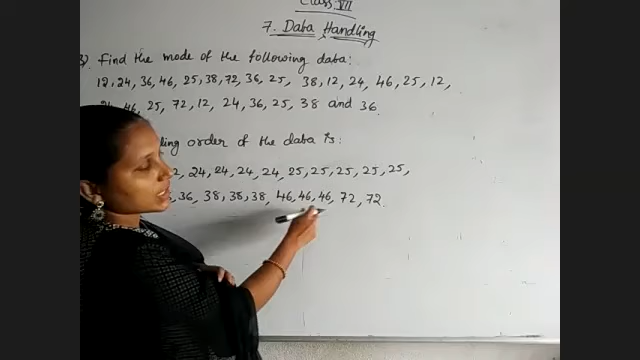 Class VII
7. Data Handling
3) Find the mode of the following data:
12, 24, 36, 46, 25, 38, 72, 36, 25, 38, 12, 24, 46, 25, 12,
46, 25, 72, 12, 24, 36, 25, 38 and 36.
order of the data is:
24, 24, 24, 24, 25, 25, 25, 25, 25,
36, 38, 38, 38, 46, 46, 46, 72, 72.